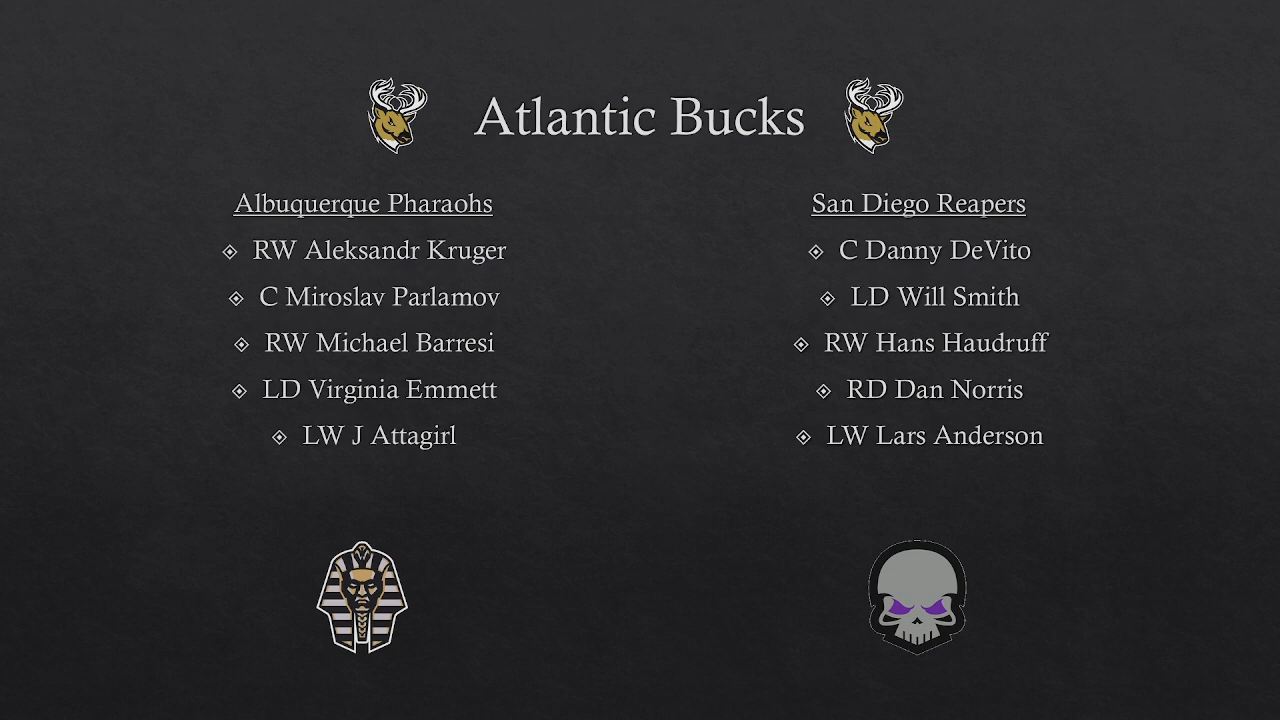 Atlantic Bucks
Albuquerque Pharaohs
RW Aleksandr Kruger
C Miroslav Parlamov
RW Michael Barresi
LD Virginia Emmett
LW J Attagirl
San Diego Reapers
C Danny DeVito
LD Will Smith
RW Hans Haudruff
RD Dan Norris
LW Lars Anderson